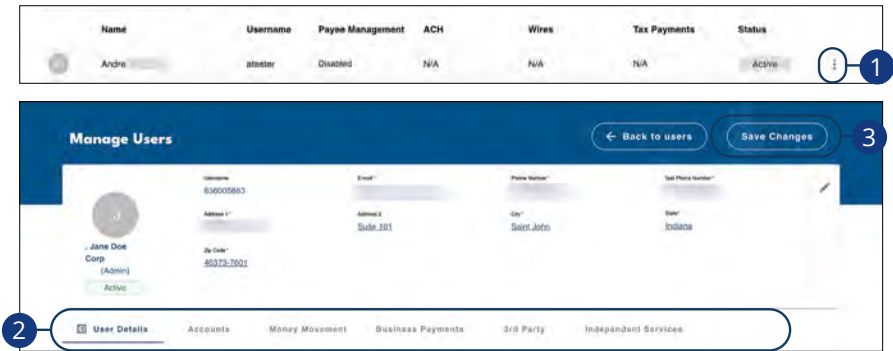 Name Username Payee Management ACH Wires Tax Payments Status
Andre atester Disabled N/A N/A N/A Active 1
Manage Users ← Back to users Save Changes 3
Username E-mail* Phone Number* Text Phone Number*
636005883
J Address 1* Address 2 City* State*
Suite 101 Saint John Indiana
, Jane Doe Zip Code*
Corp 46373-7601
(Admin)
Active
2 User Details Accounts Money Movement Business Payments 3rd Party Independent Services